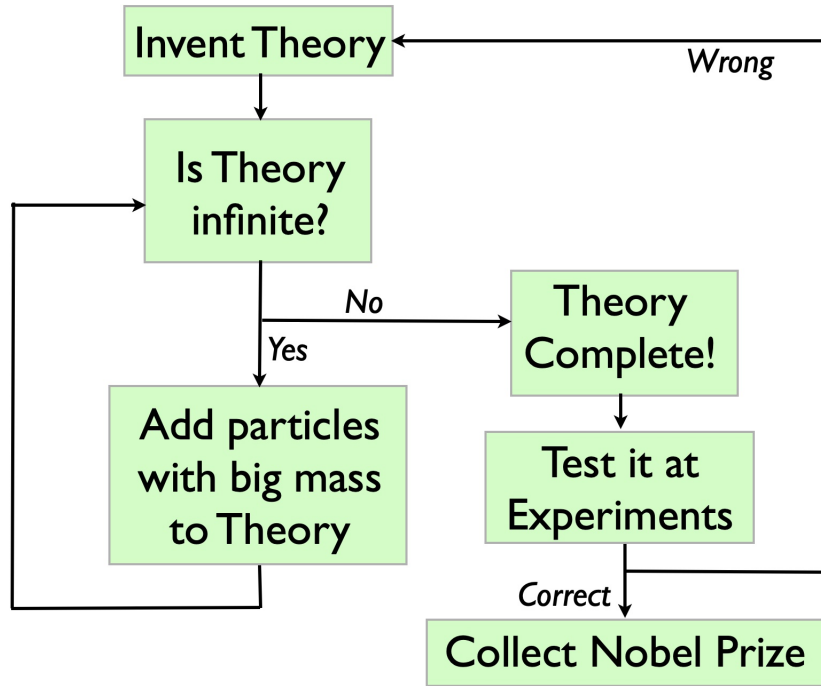 Invent Theory
Wrong
Is Theory
infinite?
No
Yes
Theory
Complete!
Add particles
with big mass
to Theory
Test it at
Experiments
Correct
Collect Nobel Prize